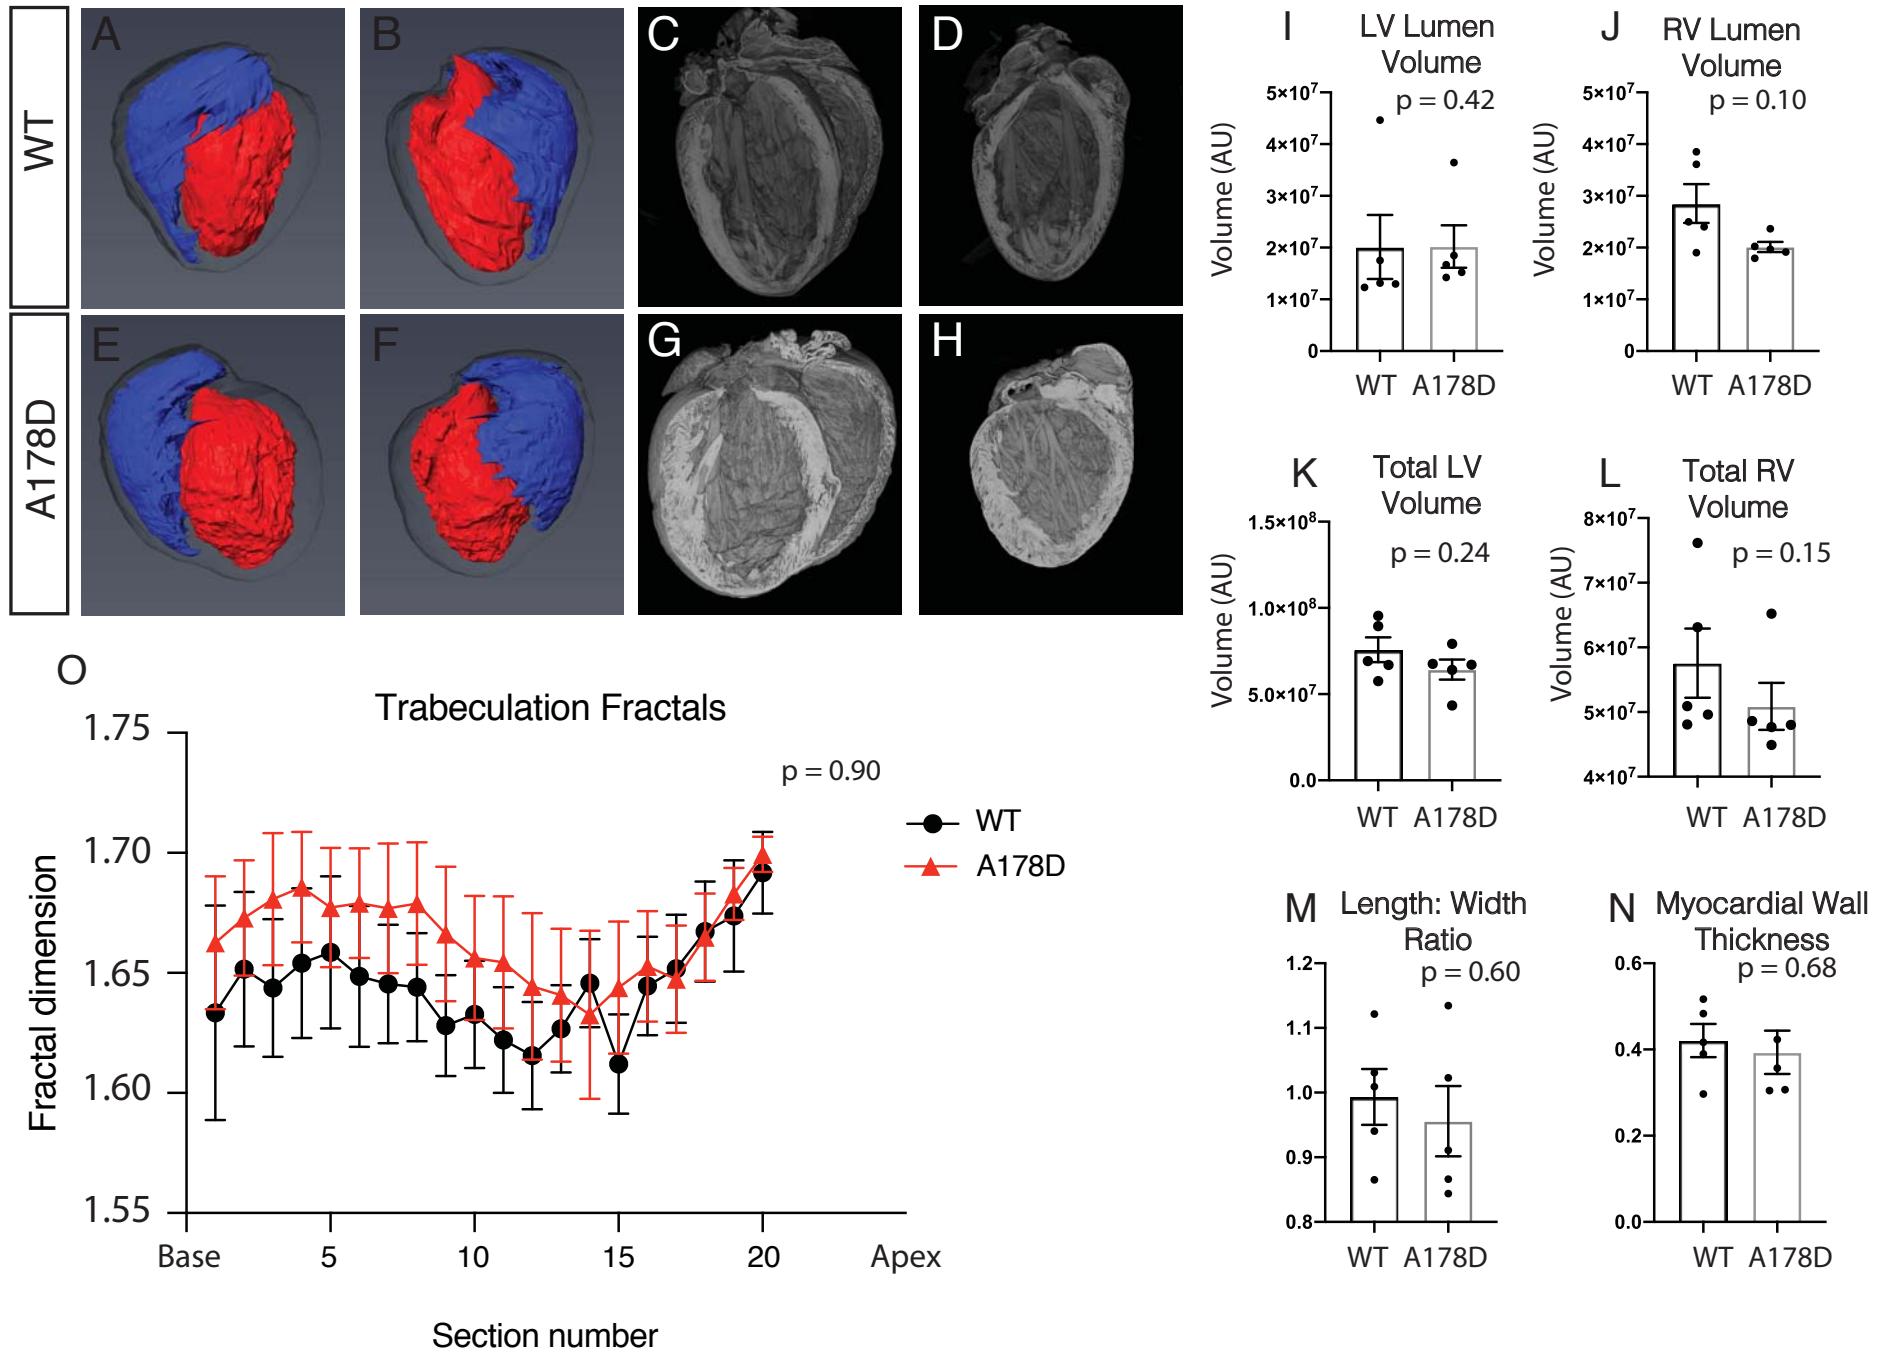 WT
A
B
C
D
A178D
E
F
G
H
I
LV Lumen
Volume
p = 0.42
Volume (AU)
5×10⁷
4×10⁷
3×10⁷
2×10⁷
1×10⁷
0
WT A178D
J
RV Lumen
Volume
p = 0.10
Volume (AU)
5×10⁷
4×10⁷
3×10⁷
2×10⁷
1×10⁷
0
WT A178D
K
Total LV
Volume
p = 0.24
Volume (AU)
1.5×10⁸
1.0×10⁸
5.0×10⁷
0.0
WT A178D
L
Total RV
Volume
p = 0.15
Volume (AU)
8×10⁷
7×10⁷
6×10⁷
5×10⁷
4×10⁷
WT A178D
M
Length: Width
Ratio
p = 0.60
1.2
1.1
1.0
0.9
0.8
WT A178D
N
Myocardial Wall
Thickness
p = 0.68
0.6
0.4
0.2
0.0
WT A178D
O
Trabeculation Fractals
p = 0.90
WT
A178D
Fractal dimension
1.75
1.70
1.65
1.60
1.55
Base 5 10 15 20 Apex
Section number